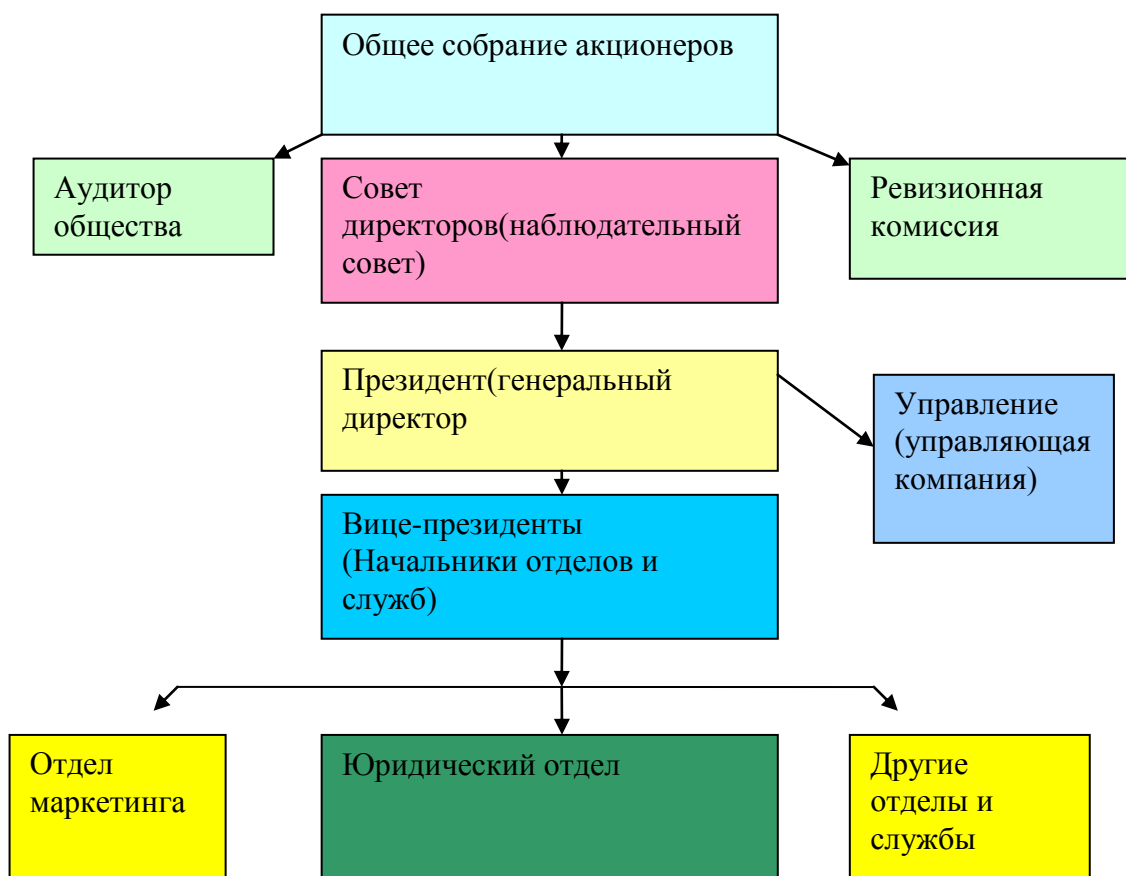 Общее собрание акционеров
Аудитор
общества
Совет
директоров(наблюдательный
совет)
Ревизионная
комиссия
Президент(генеральный
директор
Управление
(управляющая
компания)
Вице-президенты
(Начальники отделов и
служб)
Отдел
маркетинга
Юридический отдел
Другие
отделы и
службы